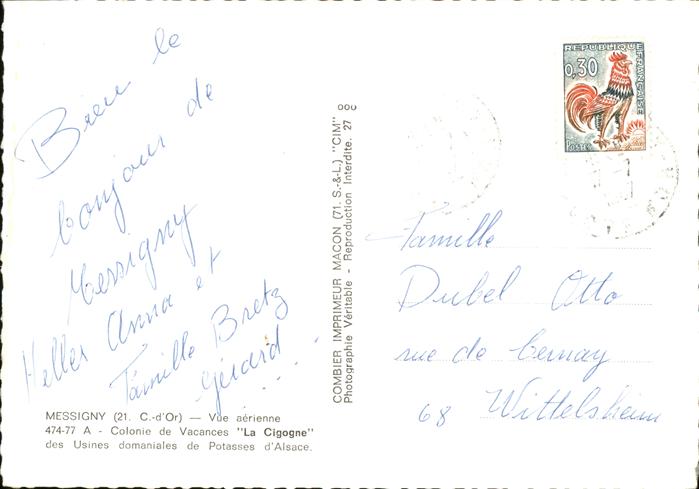 Bien le
bonjour de
Messigny
Heller Anna et
Famille Bretz
Gérard
MESSIGNY (21. C.-d'Or) — Vue aérienne
474-77 A - Colonie de Vacances "La Cigogne"
des Usines domaniales de Potasses d'Alsace.
COMBIER IMPRIMEUR MACON (71. S.-&-L.) "CIM"
Photographie Véritable - Reproduction Interdite. 27
000
REPUBLIQUE FRANÇAISE
0,30
POSTES
Famille
Dubel Otto
rue de Cernay
68 Wittelsheim